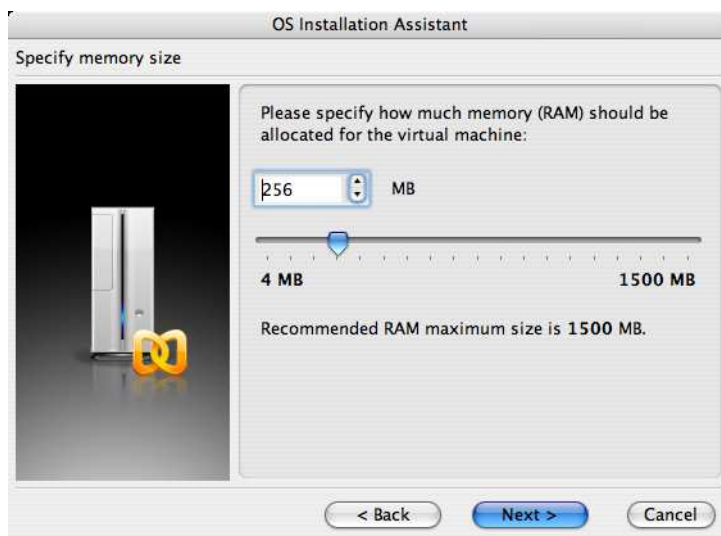 OS Installation Assistant
Specify memory size
Please specify how much memory (RAM) should be
allocated for the virtual machine:
256 MB
4 MB 1500 MB
Recommended RAM maximum size is 1500 MB.
< Back Next > Cancel